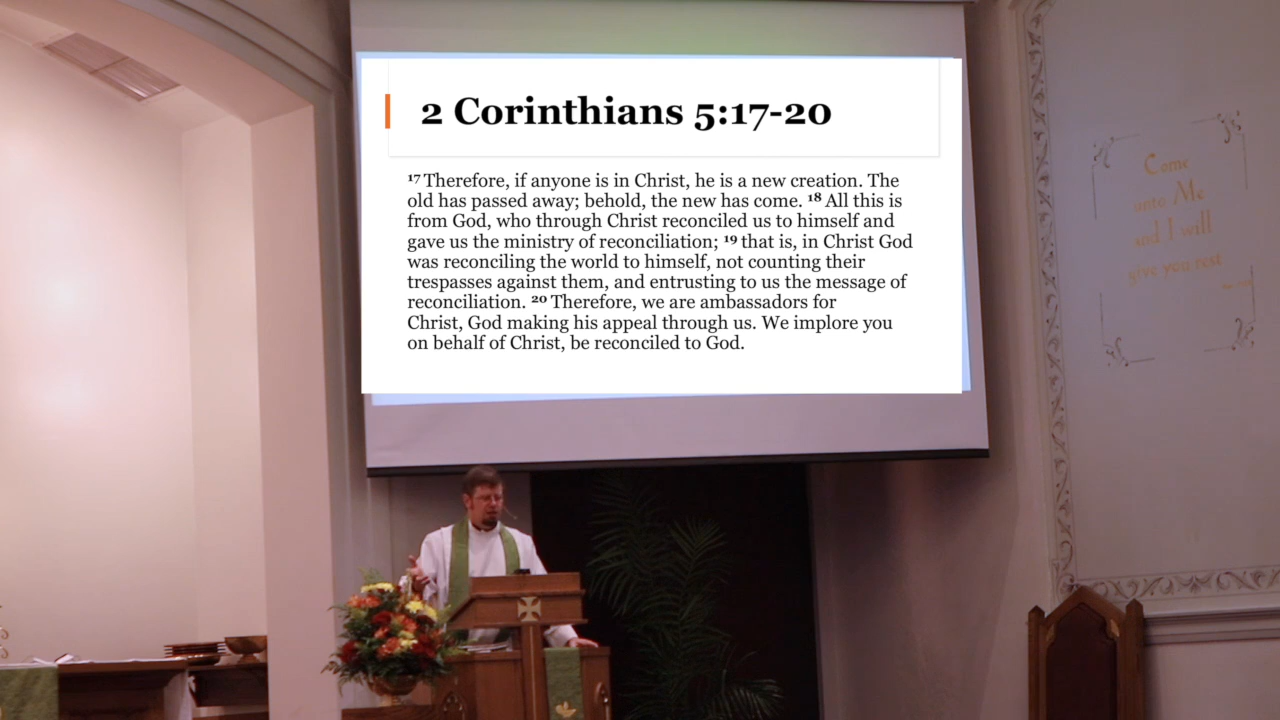 2 Corinthians 5:17-20
17 Therefore, if anyone is in Christ, he is a new creation. The
old has passed away; behold, the new has come. 18 All this is
from God, who through Christ reconciled us to himself and
gave us the ministry of reconciliation; 19 that is, in Christ God
was reconciling the world to himself, not counting their
trespasses against them, and entrusting to us the message of
reconciliation. 20 Therefore, we are ambassadors for
Christ, God making his appeal through us. We implore you
on behalf of Christ, be reconciled to God.
Come
unto Me
and I will
give you rest